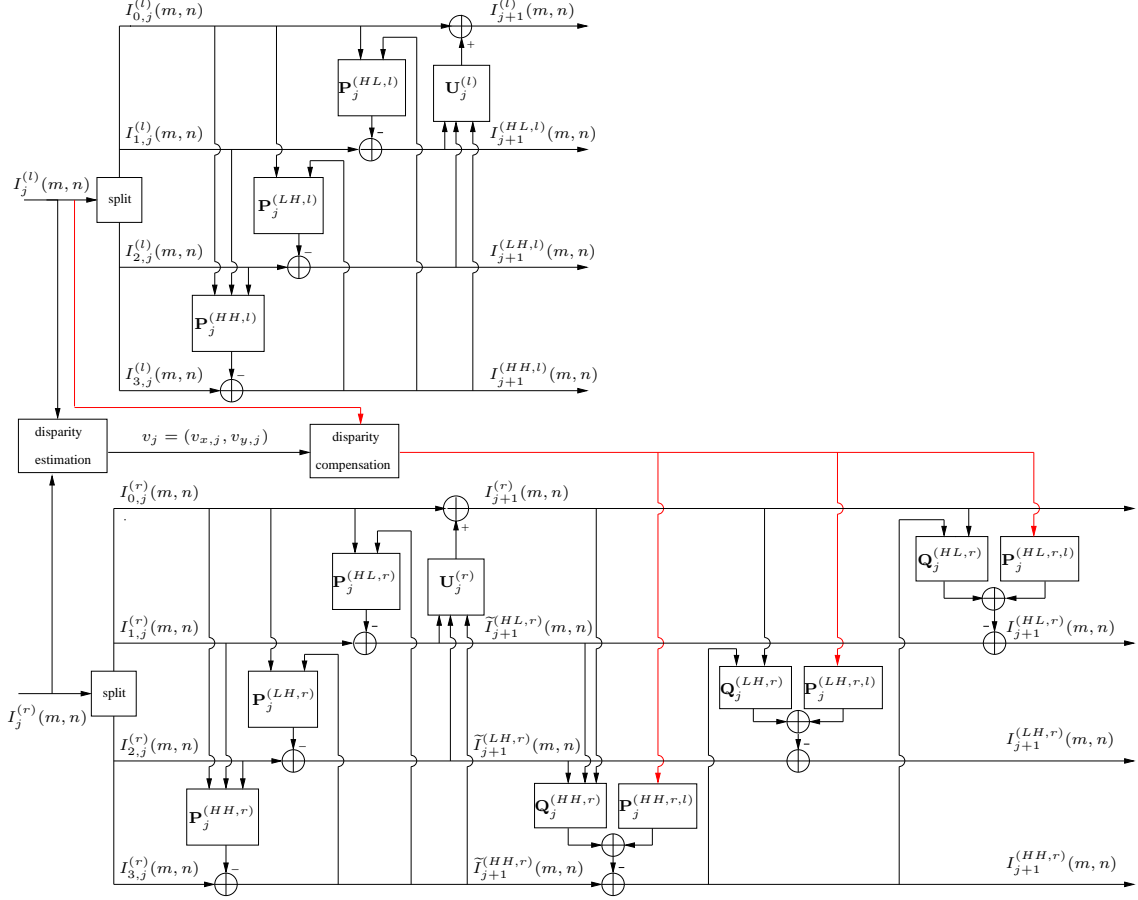 I_{0,j}^{(l)}(m, n)
I_{j+1}^{(l)}(m, n)
+
P_j^{(HL,l)}
U_j^{(l)}
-
I_{1,j}^{(l)}(m, n)
I_{j+1}^{(HL,l)}(m, n)
I_j^{(l)}(m, n)
split
P_j^{(LH,l)}
-
I_{2,j}^{(l)}(m, n)
I_{j+1}^{(LH,l)}(m, n)
P_j^{(HH,l)}
-
I_{3,j}^{(l)}(m, n)
I_{j+1}^{(HH,l)}(m, n)
disparity
estimation
v_j = (v_{x,j}, v_{y,j})
disparity
compensation
I_{0,j}^{(r)}(m, n)
I_{j+1}^{(r)}(m, n)
+
P_j^{(HL,r)}
U_j^{(r)}
Q_j^{(HL,r)}
P_j^{(HL,r,l)}
-
-
I_{1,j}^{(r)}(m, n)
Ĩ_{j+1}^{(HL,r)}(m, n)
I_{j+1}^{(HL,r)}(m, n)
split
I_j^{(r)}(m, n)
P_j^{(LH,r)}
Q_j^{(LH,r)}
P_j^{(LH,r,l)}
-
-
I_{2,j}^{(r)}(m, n)
Ĩ_{j+1}^{(LH,r)}(m, n)
I_{j+1}^{(LH,r)}(m, n)
P_j^{(HH,r)}
Q_j^{(HH,r)}
P_j^{(HH,r,l)}
-
-
I_{3,j}^{(r)}(m, n)
Ĩ_{j+1}^{(HH,r)}(m, n)
I_{j+1}^{(HH,r)}(m, n)